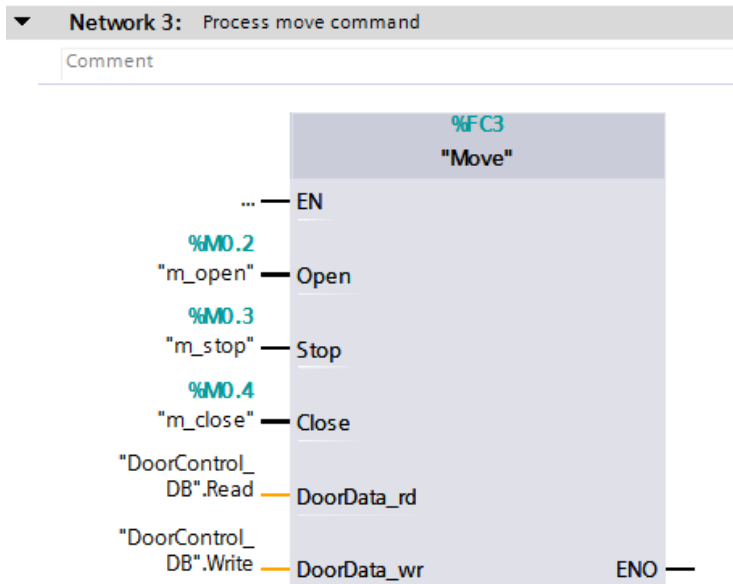 Network 3: Process move command
Comment
%FC3
"Move"
... EN
%M0.2
"m_open" Open
%M0.3
"m_stop" Stop
%M0.4
"m_close" Close
"DoorControl_
DB".Read DoorData_rd
"DoorControl_
DB".Write DoorData_wr ENO